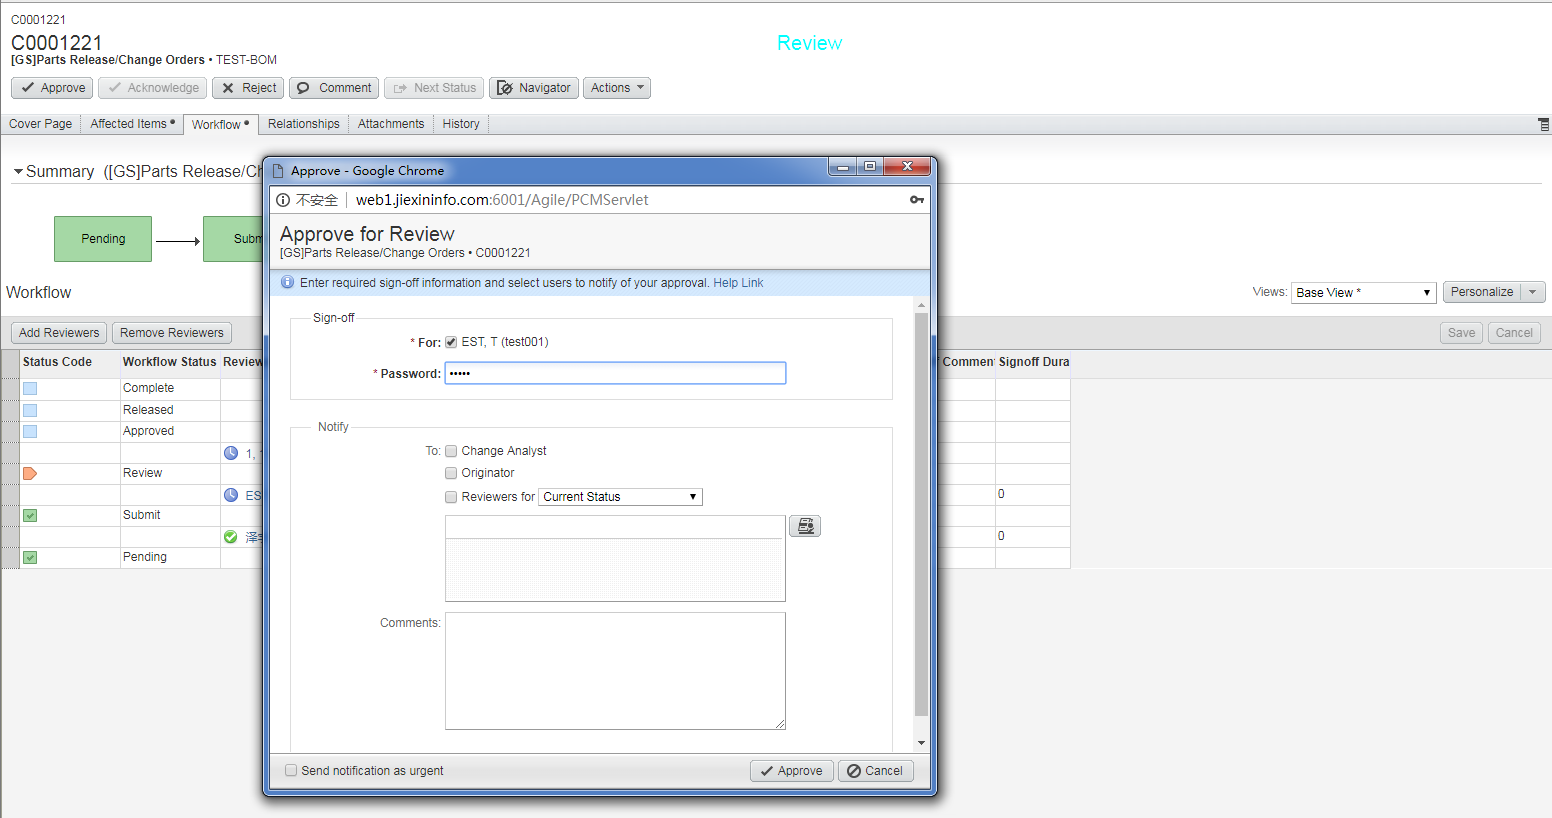 C0001221
C0001221
Review
[GS]Parts Release/Change Orders • TEST-BOM
Approve Acknowledge Reject Comment Next Status Navigator Actions
Cover Page Affected Items • Workflow • Relationships Attachments History
Summary ([GS]Parts Release/Ch
Pending
Subm
Workflow
Views: Base View * Personalize
Add Reviewers Remove Reviewers Save Cancel
Status Code Workflow Status Review Comment Signoff Dura
Complete
Released
Approved
1,
Review
ES 0
Submit
0
Pending
Approve - Google Chrome
不安全 web1.jiexininfo.com:6001/Agile/PCMServlet
Approve for Review
[GS]Parts Release/Change Orders • C0001221
Enter required sign-off information and select users to notify of your approval. Help Link
Sign-off
* For: EST, T (test001)
* Password: •••••
Notify
To: Change Analyst
Originator
Reviewers for Current Status
Comments:
Send notification as urgent Approve Cancel